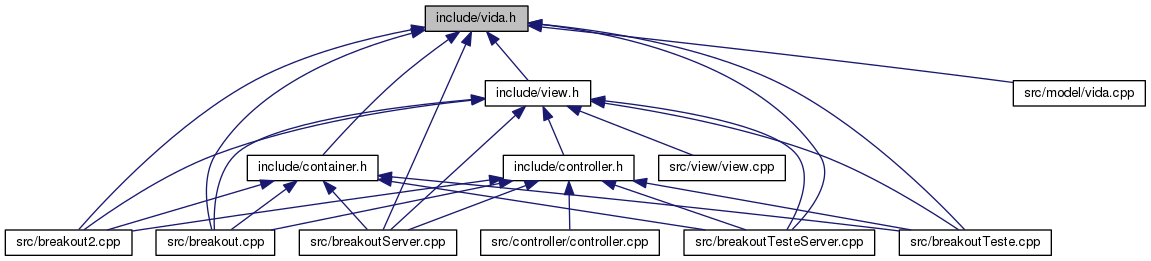 include/vida.h
include/view.h
src/model/vida.cpp
include/container.h
include/controller.h
src/view/view.cpp
src/breakout2.cpp
src/breakout.cpp
src/breakoutServer.cpp
src/controller/controller.cpp
src/breakoutTesteServer.cpp
src/breakoutTeste.cpp